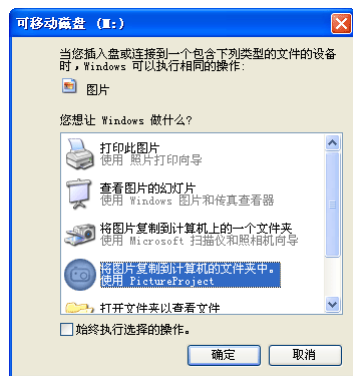 可移动磁盘 (M:)
当您插入盘或连接到一个包含下列类型的文件的设备
时，Windows 可以执行相同的操作:
图片
您想让 Windows 做什么?
打印此图片
使用 照片打印向导
查看图片的幻灯片
使用 Windows 图片和传真查看器
将图片复制到计算机上的一个文件夹
使用 Microsoft 扫描仪和照相机向导
将图片复制到计算机的文件夹中。
使用 PictureProject
打开文件夹以查看文件
始终执行选择的操作。
确定
取消